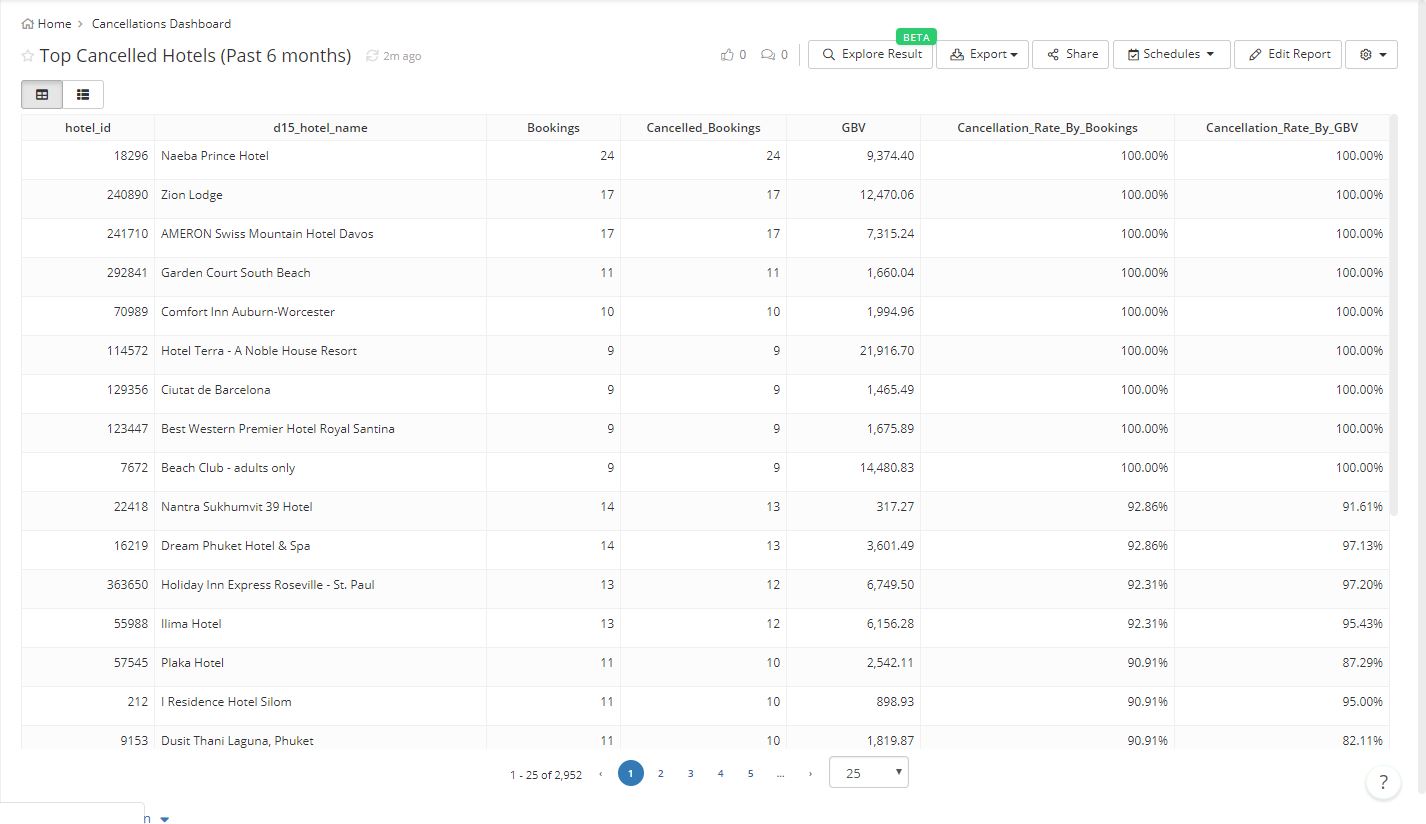 Home > Cancellations Dashboard
Top Cancelled Hotels (Past 6 months) 2m ago 0 0 BETA Explore Result Export Share Schedules Edit Report
hotel_id d15_hotel_name Bookings Cancelled_Bookings GBV Cancellation_Rate_By_Bookings Cancellation_Rate_By_GBV
18296 Naeba Prince Hotel 24 24 9,374.40 100.00% 100.00%
240890 Zion Lodge 17 17 12,470.06 100.00% 100.00%
241710 AMERON Swiss Mountain Hotel Davos 17 17 7,315.24 100.00% 100.00%
292841 Garden Court South Beach 11 11 1,660.04 100.00% 100.00%
70989 Comfort Inn Auburn-Worcester 10 10 1,994.96 100.00% 100.00%
114572 Hotel Terra - A Noble House Resort 9 9 21,916.70 100.00% 100.00%
129356 Ciutat de Barcelona 9 9 1,465.49 100.00% 100.00%
123447 Best Western Premier Hotel Royal Santina 9 9 1,675.89 100.00% 100.00%
7672 Beach Club - adults only 9 9 14,480.83 100.00% 100.00%
22418 Nantra Sukhumvit 39 Hotel 14 13 317.27 92.86% 91.61%
16219 Dream Phuket Hotel & Spa 14 13 3,601.49 92.86% 97.13%
363650 Holiday Inn Express Roseville - St. Paul 13 12 6,749.50 92.31% 97.20%
55988 Ilima Hotel 13 12 6,156.28 92.31% 95.43%
57545 Plaka Hotel 11 10 2,542.11 90.91% 87.29%
212 I Residence Hotel Silom 11 10 898.93 90.91% 95.00%
9153 Dusit Thani Laguna, Phuket 11 10 1,819.87 90.91% 82.11%
1 - 25 of 2,952 ‹ 1 2 3 4 5 ... › 25
?
n